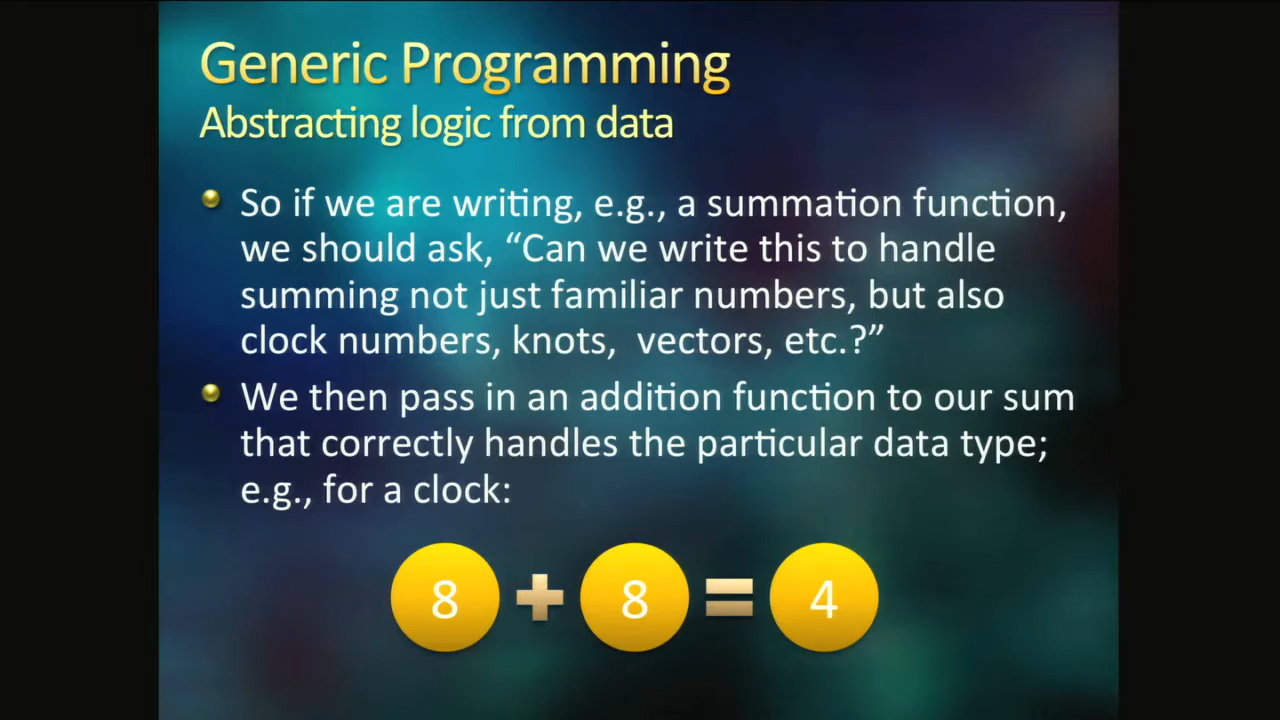 Generic Programming
Abstracting logic from data
So if we are writing, e.g., a summation function,
we should ask, “Can we write this to handle
summing not just familiar numbers, but also
clock numbers, knots,  vectors, etc.?”
We then pass in an addition function to our sum
that correctly handles the particular data type;
e.g., for a clock:
8 + 8 = 4